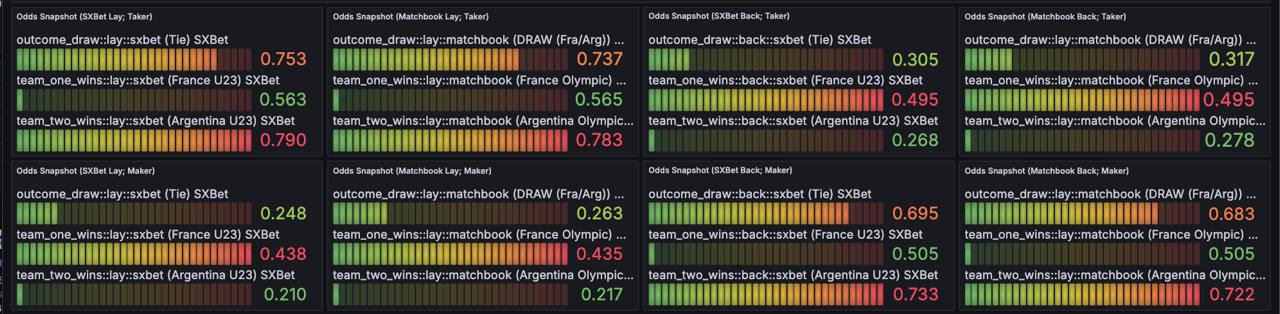 Odds Snapshot (SXBet Lay; Taker)
outcome_draw::lay::sxbet (Tie) SXBet
0.753
team_one_wins::lay::sxbet (France U23) SXBet
0.563
team_two_wins::lay::sxbet (Argentina U23) SXBet
0.790
Odds Snapshot (Matchbook Lay; Taker)
outcome_draw::lay::matchbook (DRAW (Fra/Arg)) ...
0.737
team_one_wins::lay::matchbook (France Olympic) ...
0.565
team_two_wins::lay::matchbook (Argentina Olympic...
0.783
Odds Snapshot (SXBet Back; Taker)
outcome_draw::back::sxbet (Tie) SXBet
0.305
team_one_wins::back::sxbet (France U23) SXBet
0.495
team_two_wins::back::sxbet (Argentina U23) SXBet
0.268
Odds Snapshot (Matchbook Back; Taker)
outcome_draw::back::matchbook (DRAW (Fra/Arg)) ...
0.317
team_one_wins::back::matchbook (France Olympic) ...
0.495
team_two_wins::back::matchbook (Argentina Olympic...
0.278
Odds Snapshot (SXBet Lay; Maker)
outcome_draw::lay::sxbet (Tie) SXBet
0.248
team_one_wins::lay::sxbet (France U23) SXBet
0.438
team_two_wins::lay::sxbet (Argentina U23) SXBet
0.210
Odds Snapshot (Matchbook Lay; Maker)
outcome_draw::lay::matchbook (DRAW (Fra/Arg)) ...
0.263
team_one_wins::lay::matchbook (France Olympic) ...
0.435
team_two_wins::lay::matchbook (Argentina Olympic...
0.217
Odds Snapshot (SXBet Back; Maker)
outcome_draw::back::sxbet (Tie) SXBet
0.695
team_one_wins::back::sxbet (France U23) SXBet
0.505
team_two_wins::back::sxbet (Argentina U23) SXBet
0.733
Odds Snapshot (Matchbook Back; Maker)
outcome_draw::back::matchbook (DRAW (Fra/Arg)) ...
0.683
team_one_wins::back::matchbook (France Olympic) ...
0.505
team_two_wins::back::matchbook (Argentina Olympic...
0.722